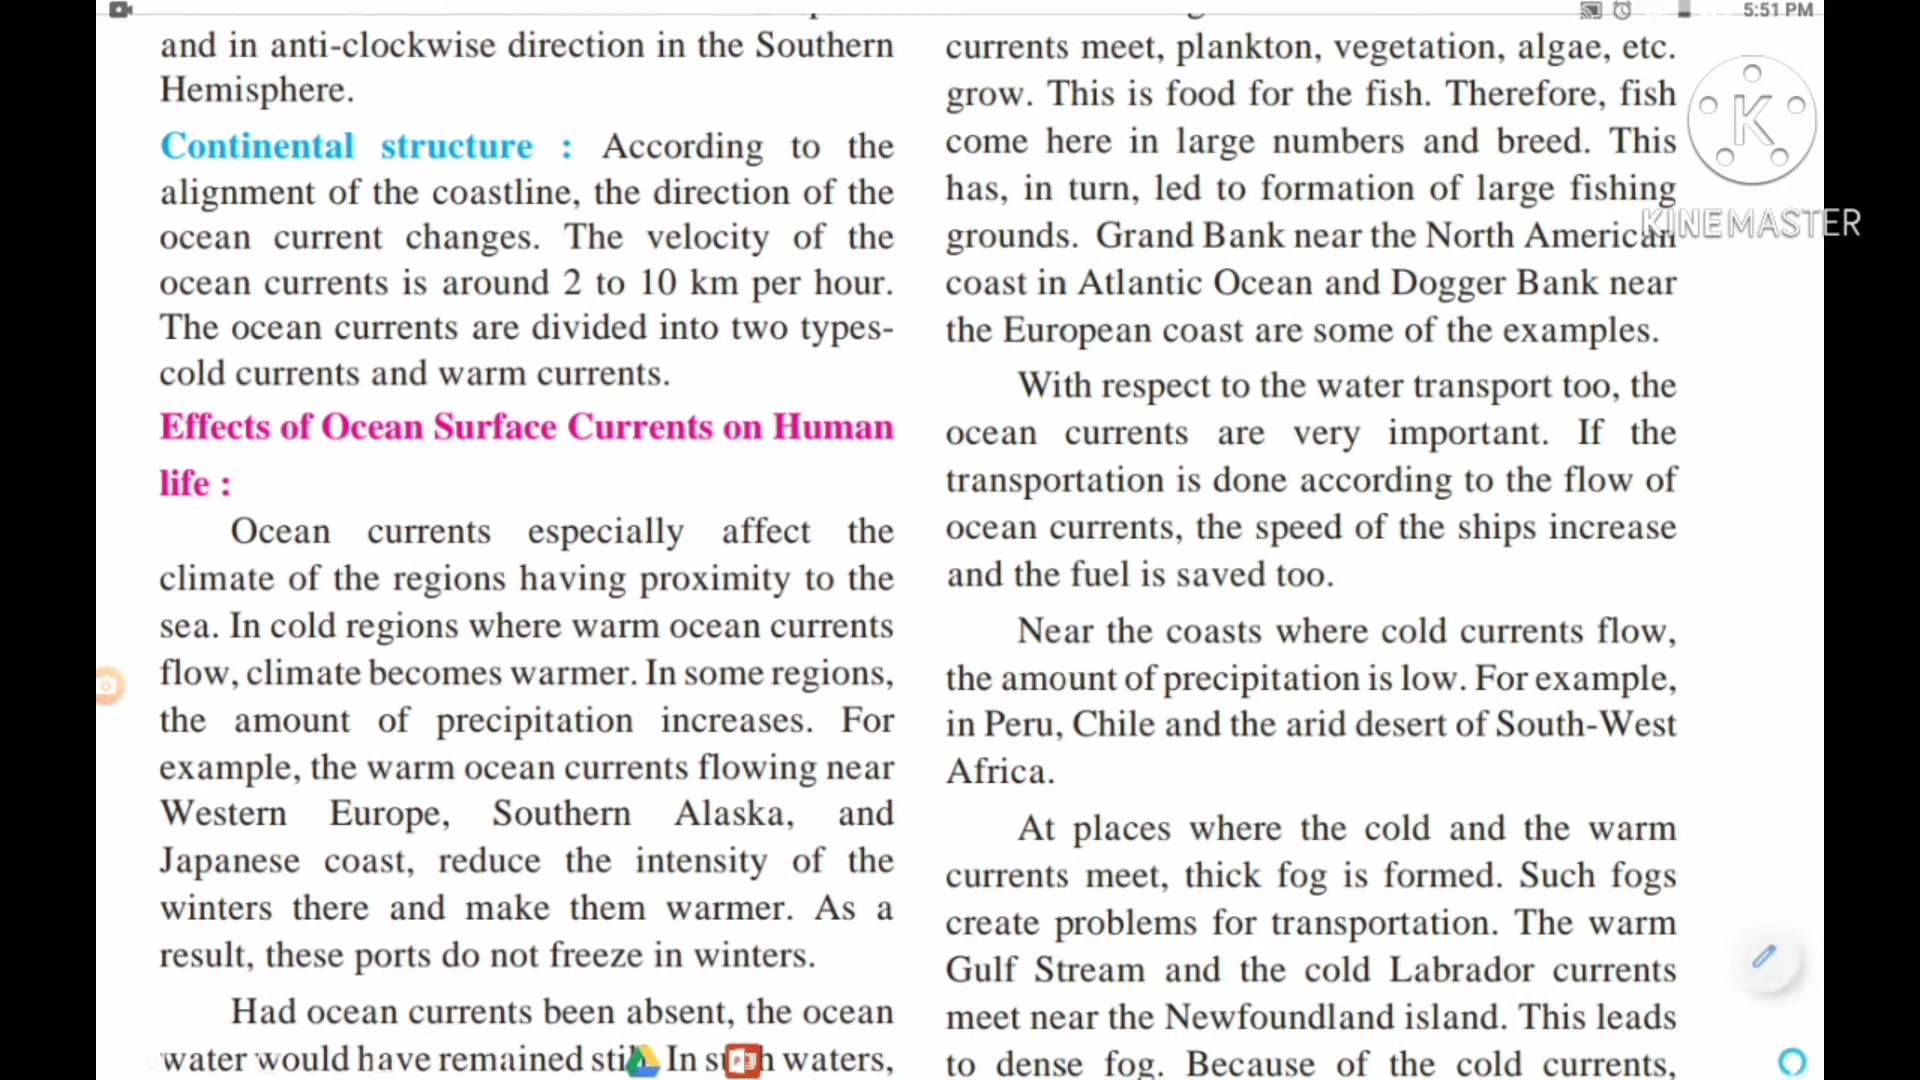 5:51 PM
and in anti-clockwise direction in the Southern
Hemisphere.
Continental structure : According to the
alignment of the coastline, the direction of the
ocean current changes. The velocity of the
ocean currents is around 2 to 10 km per hour.
The ocean currents are divided into two types-
cold currents and warm currents.
Effects of Ocean Surface Currents on Human
life :
Ocean currents especially affect the
climate of the regions having proximity to the
sea. In cold regions where warm ocean currents
flow, climate becomes warmer. In some regions,
the amount of precipitation increases. For
example, the warm ocean currents flowing near
Western Europe, Southern Alaska, and
Japanese coast, reduce the intensity of the
winters there and make them warmer. As a
result, these ports do not freeze in winters.
Had ocean currents been absent, the ocean
water would have remained In waters,
currents meet, plankton, vegetation, algae, etc.
grow. This is food for the fish. Therefore, fish
come here in large numbers and breed. This
has, in turn, led to formation of large fishing
grounds. Grand Bank near the North American
coast in Atlantic Ocean and Dogger Bank near
the European coast are some of the examples.
With respect to the water transport too, the
ocean currents are very important. If the
transportation is done according to the flow of
ocean currents, the speed of the ships increase
and the fuel is saved too.
Near the coasts where cold currents flow,
the amount of precipitation is low. For example,
in Peru, Chile and the arid desert of South-West
Africa.
At places where the cold and the warm
currents meet, thick fog is formed. Such fogs
create problems for transportation. The warm
Gulf Stream and the cold Labrador currents
meet near the Newfoundland island. This leads
to dense fog. Because of the cold currents,
K
KINEMASTER